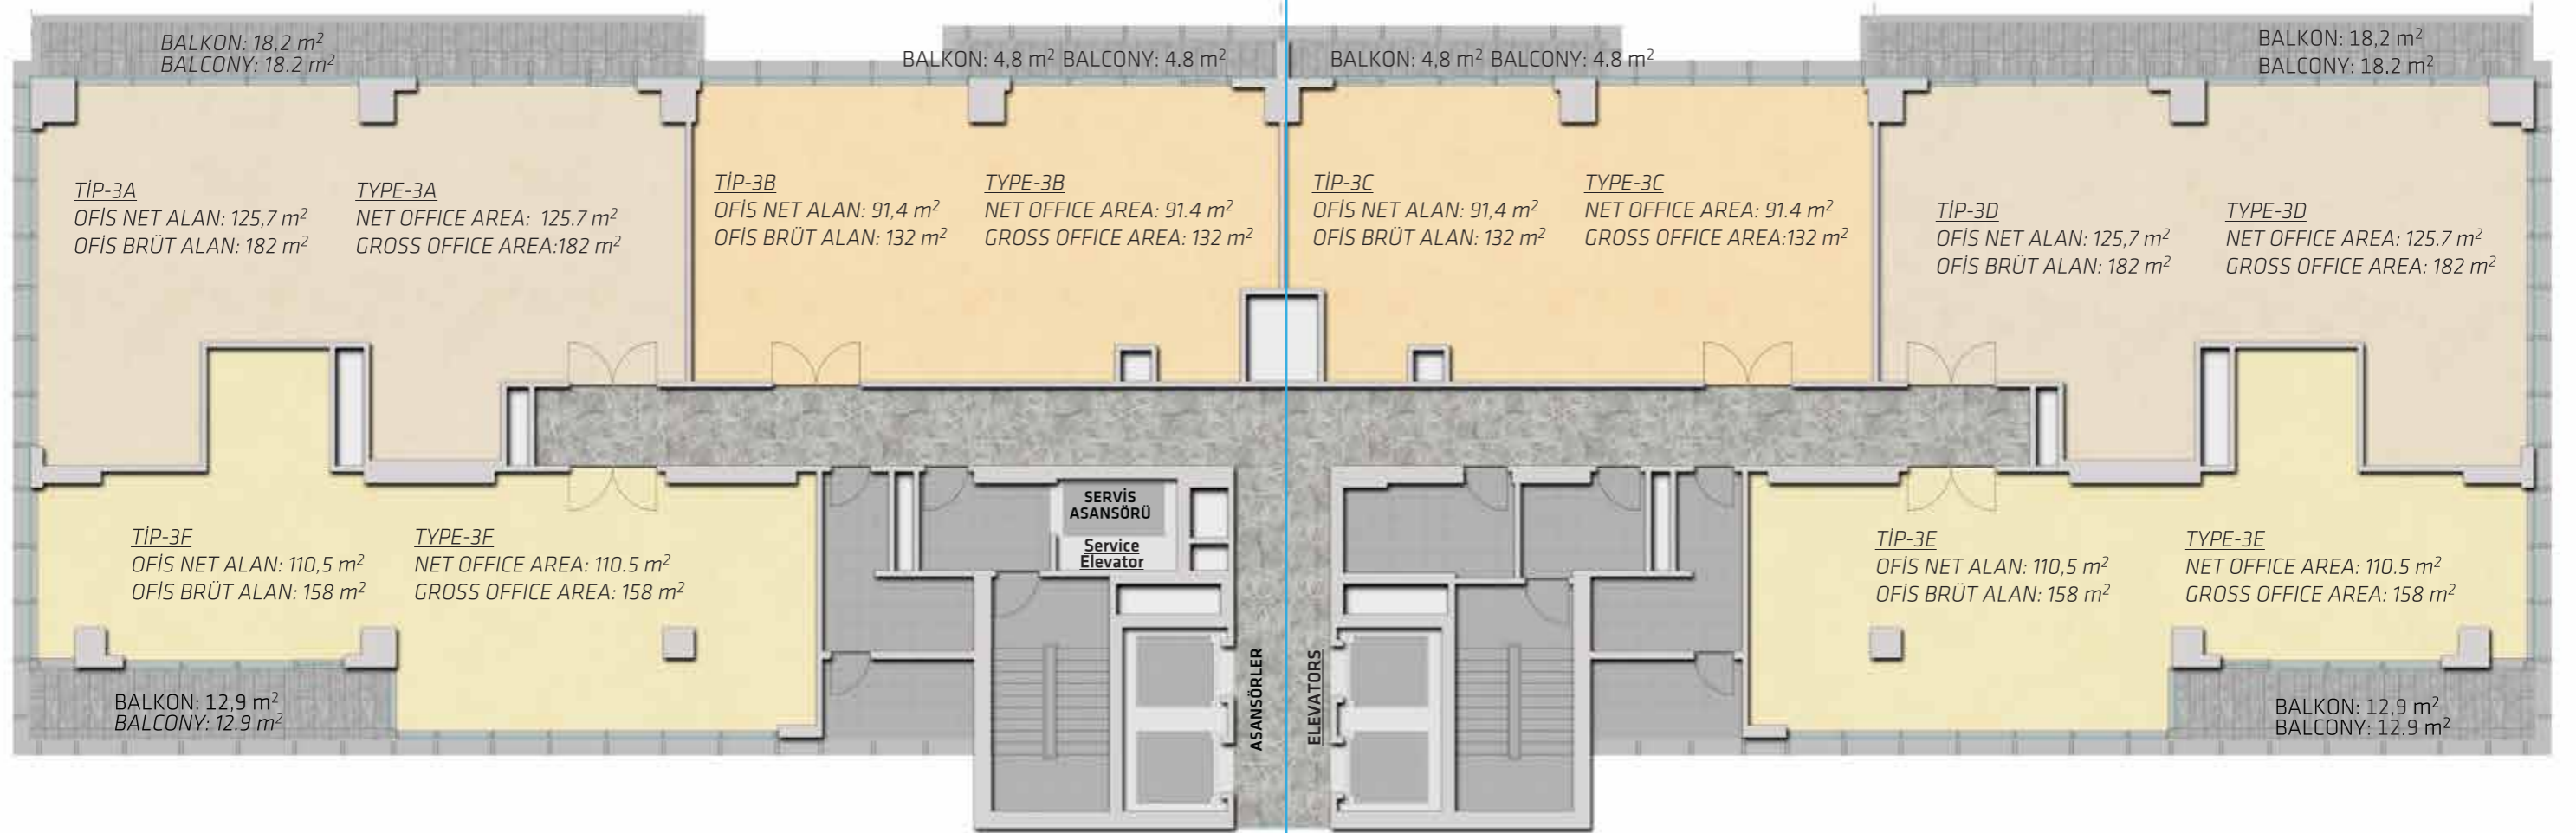 BALKON: 18,2 m²
BALCONY: 18.2 m²
BALKON: 4,8 m² BALCONY: 4.8 m²
BALKON: 4,8 m² BALCONY: 4.8 m²
BALKON: 18,2 m²
BALCONY: 18.2 m²
TİP-3A
OFİS NET ALAN: 125,7 m²
OFİS BRÜT ALAN: 182 m²
TYPE-3A
NET OFFICE AREA: 125.7 m²
GROSS OFFICE AREA:182 m²
TİP-3B
OFİS NET ALAN: 91,4 m²
OFİS BRÜT ALAN: 132 m²
TYPE-3B
NET OFFICE AREA: 91.4 m²
GROSS OFFICE AREA: 132 m²
TİP-3C
OFİS NET ALAN: 91,4 m²
OFİS BRÜT ALAN: 132 m²
TYPE-3C
NET OFFICE AREA: 91.4 m²
GROSS OFFICE AREA:132 m²
TİP-3D
OFİS NET ALAN: 125,7 m²
OFİS BRÜT ALAN: 182 m²
TYPE-3D
NET OFFICE AREA: 125.7 m²
GROSS OFFICE AREA: 182 m²
TİP-3F
OFİS NET ALAN: 110,5 m²
OFİS BRÜT ALAN: 158 m²
TYPE-3F
NET OFFICE AREA: 110.5 m²
GROSS OFFICE AREA: 158 m²
SERVİS
ASANSÖRÜ
Service
Elevator
ASANSÖRLER
ELEVATORS
TİP-3E
OFİS NET ALAN: 110,5 m²
OFİS BRÜT ALAN: 158 m²
TYPE-3E
NET OFFICE AREA: 110.5 m²
GROSS OFFICE AREA: 158 m²
BALKON: 12,9 m²
BALCONY: 12.9 m²
BALKON: 12,9 m²
BALCONY: 12.9 m²